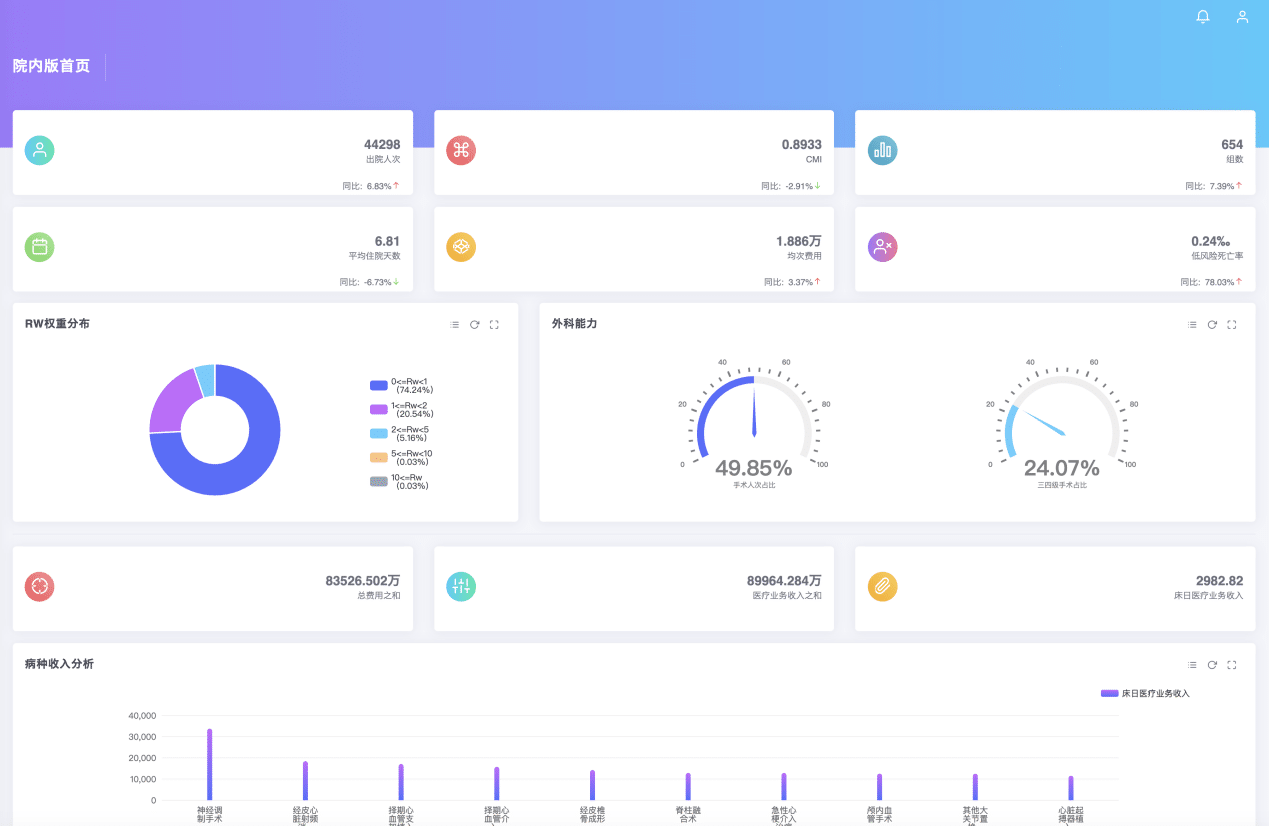 院内版首页
44298
出院人次
同比: 6.83%↑
0.8933
CMI
同比: -2.91%↓
654
组数
同比: 7.39%↑
6.81
平均住院天数
同比: -6.73%↓
1.886万
均次费用
同比: 3.37%↑
0.24‰
低风险死亡率
同比: 78.03%↑
RW权重分布
0<=Rw<1
(74.24%)
1<=Rw<2
(20.54%)
2<=Rw<5
(5.16%)
5<=Rw<10
(0.03%)
10<=Rw
(0.03%)
外科能力
0
20
40
60
80
100
49.85%
手术人次占比
0
20
40
60
80
100
24.07%
三四级手术占比
83526.502万
总费用之和
89964.284万
医疗业务收入之和
2982.82
床日医疗业务收入
病种收入分析
床日医疗业务收入
40,000
30,000
20,000
10,000
0
神经调
制手术
经皮心
脏射频
择期心
血管支
择期心
血管介
经皮椎
骨成形
脊柱融
合术
急性心
梗介入
颅内血
管手术
其他大
关节置
心脏起
搏器植